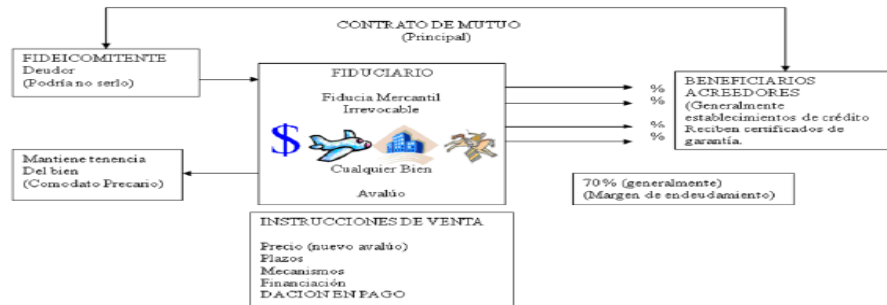 CONTRATO DE MUTUO
(Principal)
FIDEICOMITENTE
Deudor
(Podría no serlo)
FIDUCIARIO
Fiducia Mercantil
Irrevocable
$
Cualquier Bien
Avalúo
%
%
%
%
BENEFICIARIOS
ACREEDORES
(Generalmente
establecimientos de crédito
Reciben certificados de
garantía.
Mantiene tenencia
Del bien
(Comodato Precario)
70% (generalmente)
(Margen de endeudamiento)
INSTRUCCIONES DE VENTA
Precio (nuevo avalúo)
Plazos
Mecanismos
Financiación
DACION EN PAGO